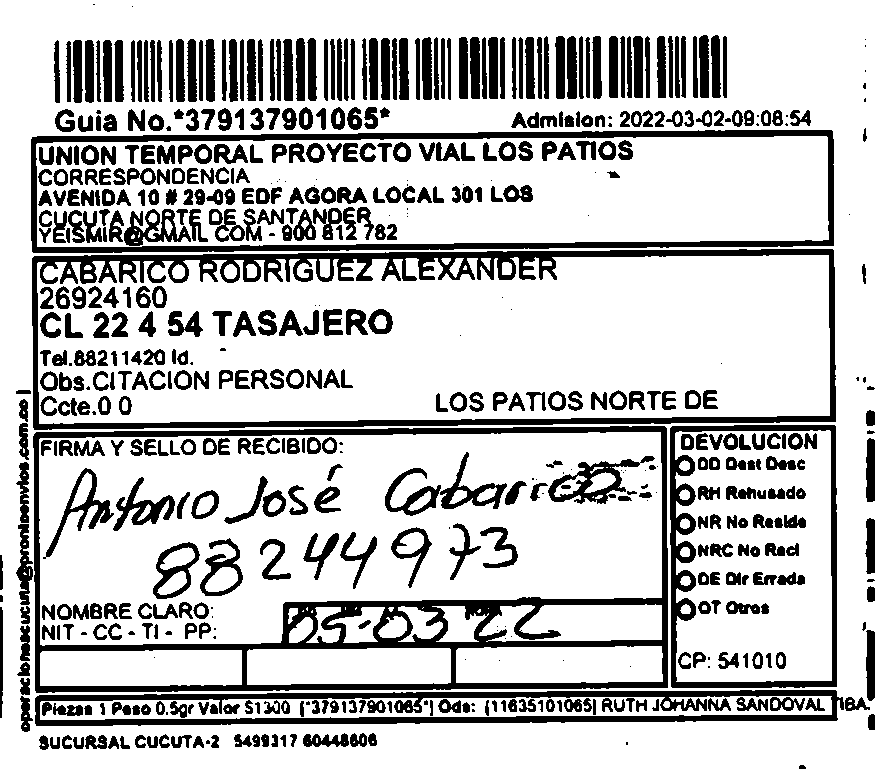 Guia No.*379137901065*
Admision: 2022-03-02-09:08:54
UNION TEMPORAL PROYECTO VIAL LOS PATIOS
CORRESPONDENCIA
AVENIDA 10 # 29-09 EDF AGORA LOCAL 301 LOS
CUCUTA NORTE DE SANTANDER
YEISMIR@GMAIL COM - 900 812 782
CABARICO RODRIGUEZ ALEXANDER
26924160
CL 22 4 54 TASAJERO
Tel.88211420 Id.
Obs.CITACION PERSONAL
Ccte.0 0
LOS PATIOS NORTE DE
operacionescucuta@prontoenvios.com.co
FIRMA Y SELLO DE RECIBIDO:
Antonio José Cabarico
88244973
NOMBRE CLARO:
NIT - CC - TI - PP:
05-03 22
DEVOLUCION
DD Dest Desc
RH Rehusado
NR No Reside
NRC No Recl
DE Dir Errada
OT Otros
CP: 541010
Piezas 1 Peso 0.5gr Valor $1300 (*379137901065*) Ods: (11635101065) RUTH JOHANNA SANDOVAL TIBA
SUCURSAL CUCUTA-2 5499317 60448606